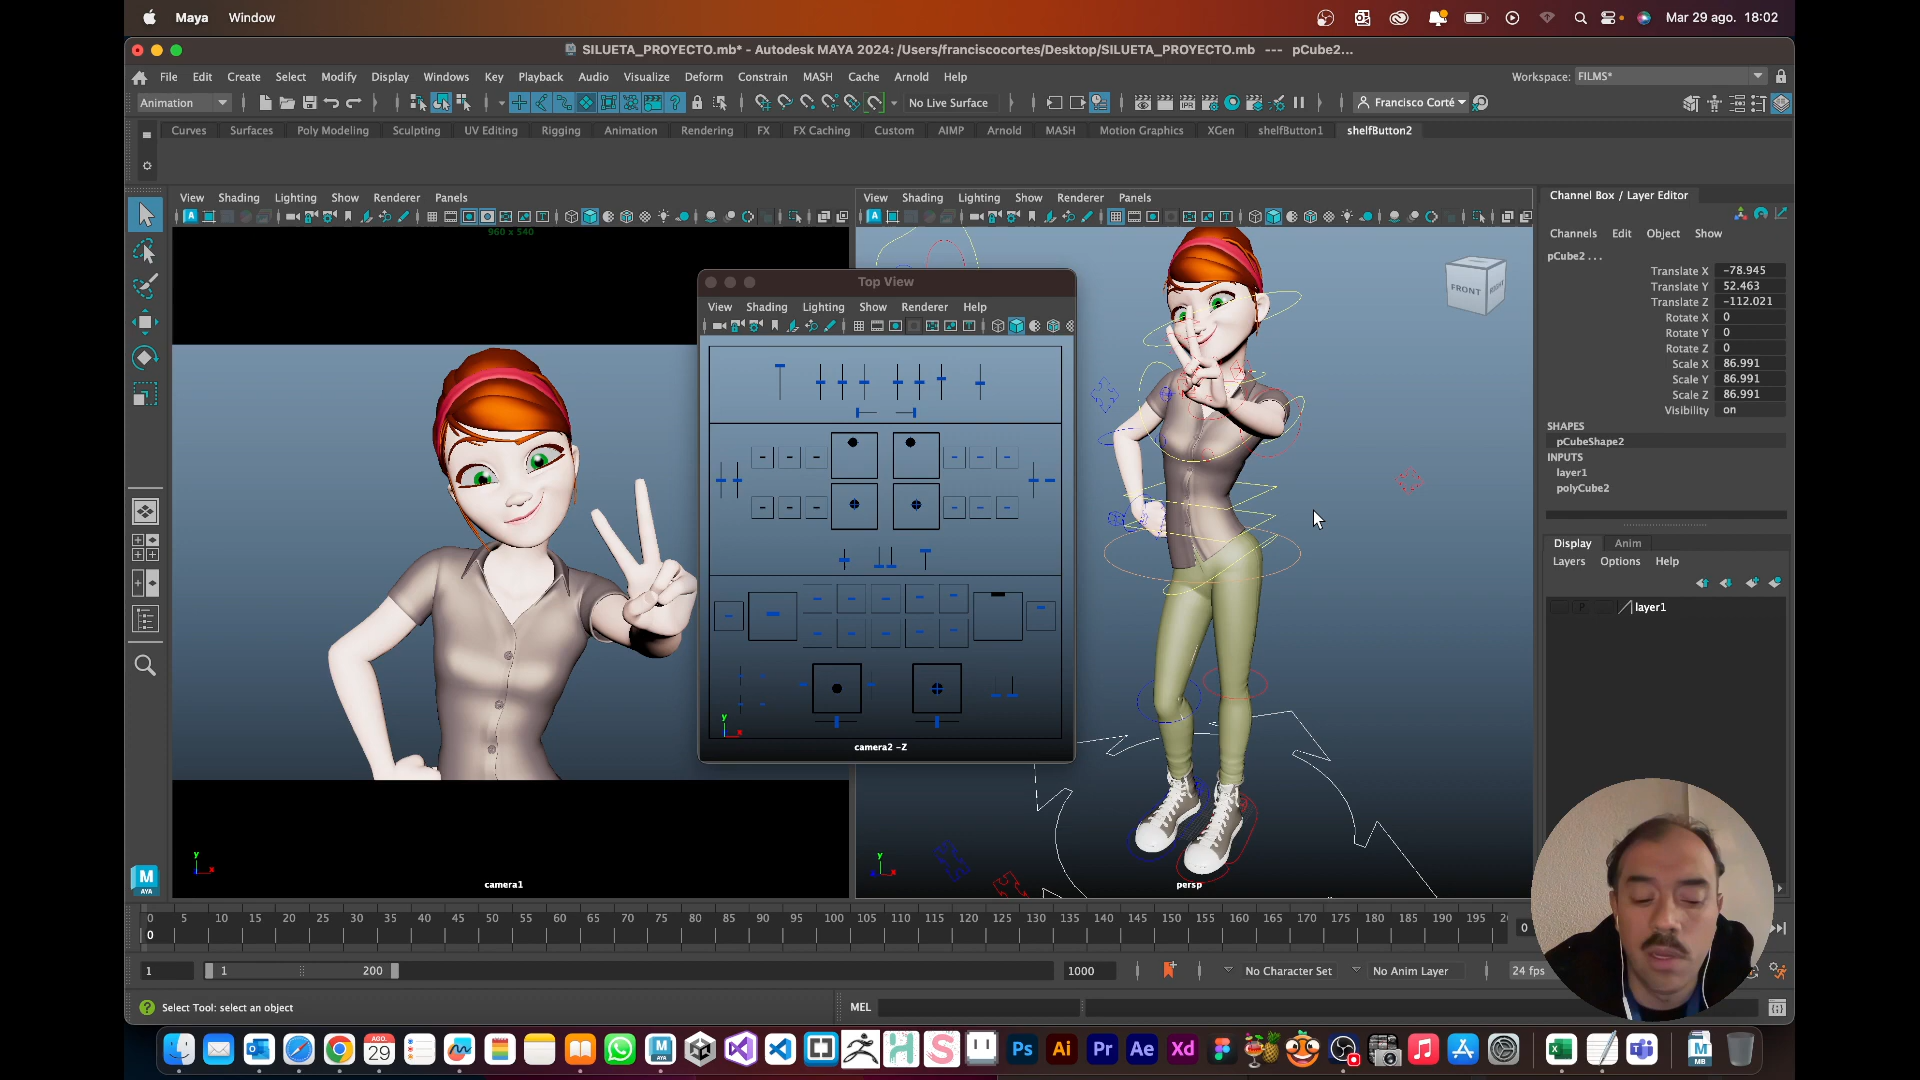 Maya Window
Mar 29 ago. 18:02
SILUETA_PROYECTO.mb* - Autodesk MAYA 2024: /Users/franciscocortes/Desktop/SILUETA_PROYECTO.mb --- pCube2...
File Edit Create Select Modify Display Windows Key Playback Audio Visualize Deform Constrain MASH Cache Arnold Help
Workspace: FILMS*
Animation
No Live Surface
Francisco Corté
Curves Surfaces Poly Modeling Sculpting UV Editing Rigging Animation Rendering FX FX Caching Custom AIMP Arnold MASH Motion Graphics XGen shelfButton1 shelfButton2
View Shading Lighting Show Renderer Panels
View Shading Lighting Show Renderer Panels
960 x 540
Top View
View Shading Lighting Show Renderer Help
camera2 -Z
camera1
persp
FRONT
Channel Box / Layer Editor
Channels Edit Object Show
pCube2 . . .
Translate X -78.945
Translate Y 52.463
Translate Z -112.021
Rotate X 0
Rotate Y 0
Rotate Z 0
Scale X 86.991
Scale Y 86.991
Scale Z 86.991
Visibility on
SHAPES
pCubeShape2
INPUTS
layer1
polyCube2
Display Anim
Layers Options Help
P layer1
0 5 10 15 20 25 30 35 40 45 50 55 60 65 70 75 80 85 90 95 100 105 110 115 120 125 130 135 140 145 150 155 160 165 170 175 180 185 190 195
0
0
1 1 200 1000 No Character Set No Anim Layer 24 fps
Select Tool: select an object
MEL
M
AYA
AGO.
29
Ps Ai Pr Ae Xd
MB